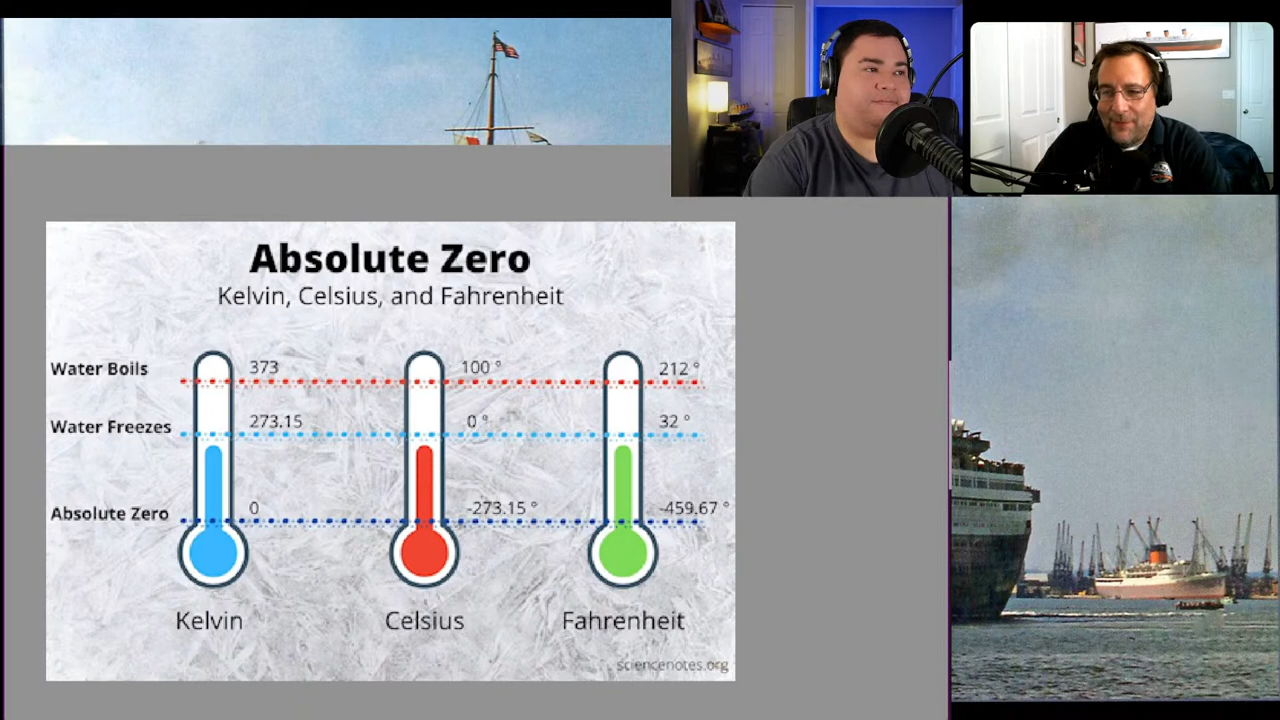 Absolute Zero
Kelvin, Celsius, and Fahrenheit
Water Boils 373 100 ° 212 °
Water Freezes 273.15 0 ° 32 °
Absolute Zero 0 -273.15 ° -459.67 °
Kelvin Celsius Fahrenheit
sciencenotes.org